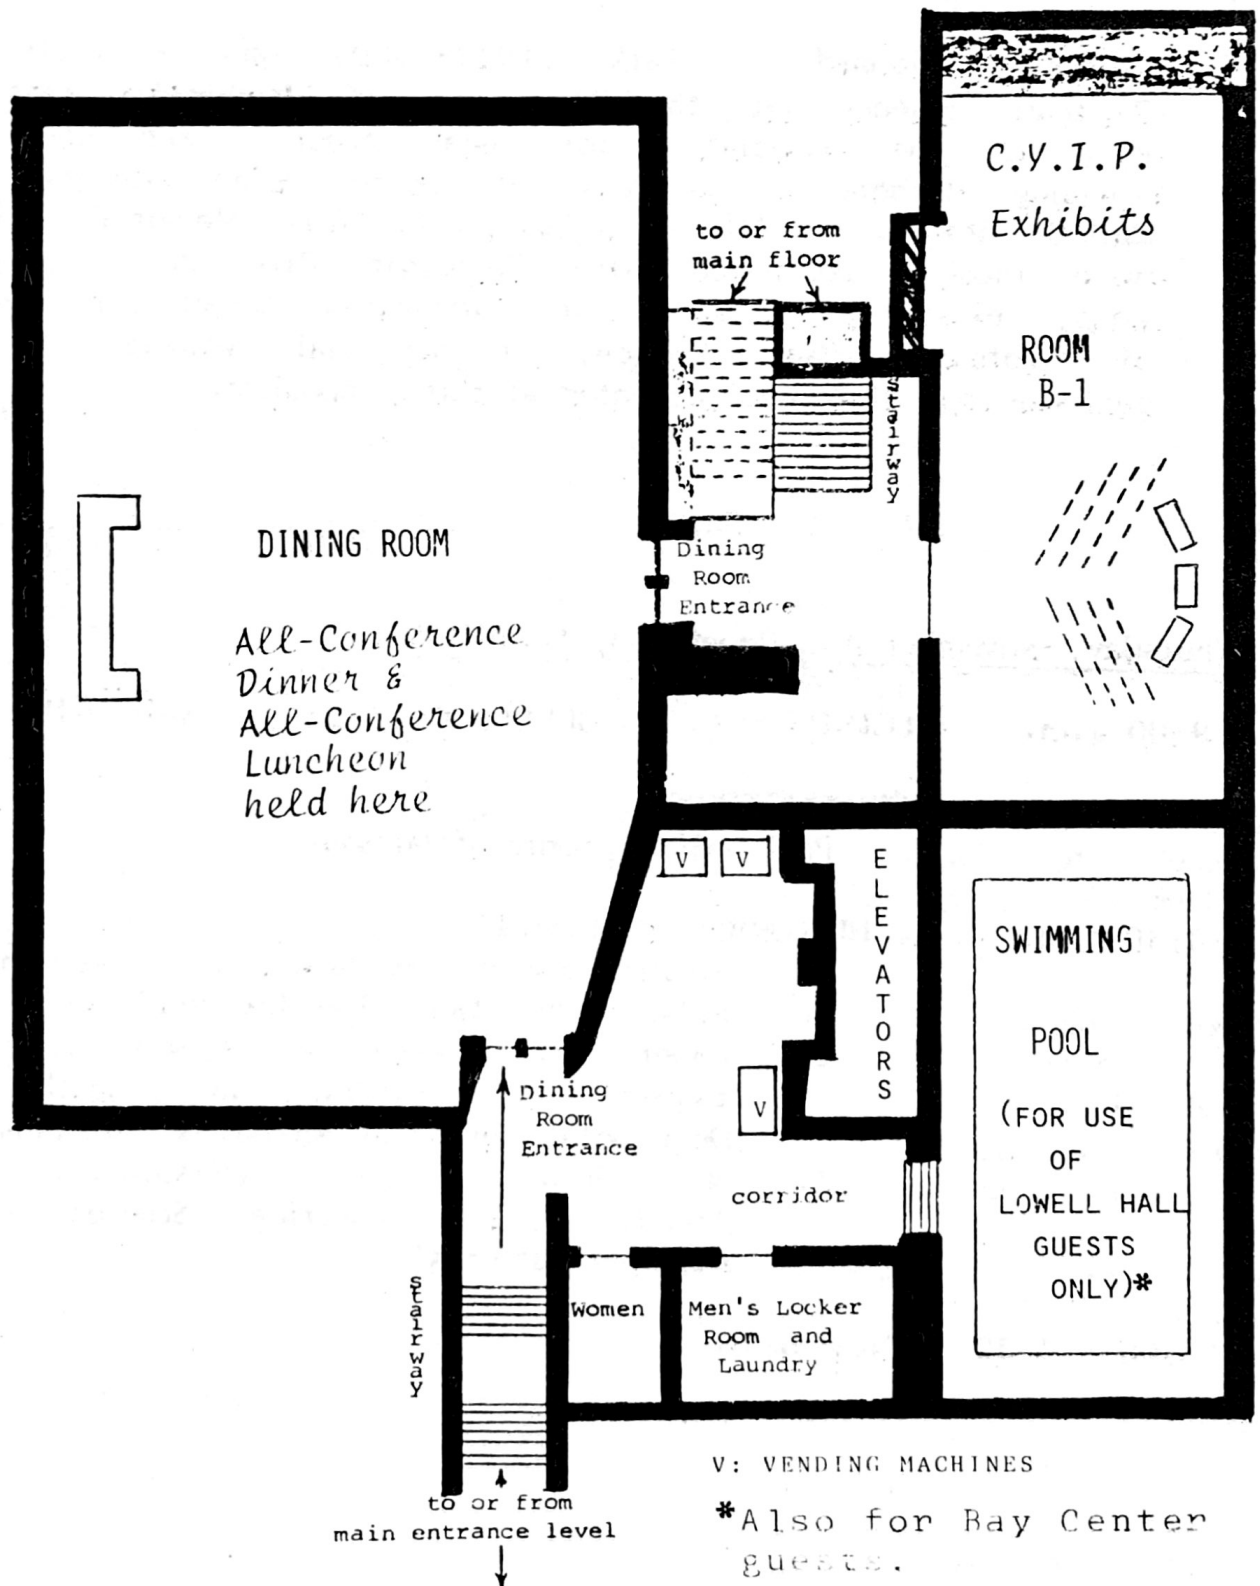 C.Y.I.P.
Exhibits
to or from
main floor
ROOM
B-1
stairway
DINING ROOM
Dining
Room
Entrance
All-Conference
Dinner &
All-Conference
Luncheon
held here
V
V
ELEVATORS
SWIMMING
POOL
(FOR USE
OF
LOWELL HALL
GUESTS
ONLY)*
Dining
Room
Entrance
V
corridor
stairway
Women
Men's Locker
Room and
Laundry
V: VENDING MACHINES
to or from
main entrance level
*Also for Bay Center
guests.